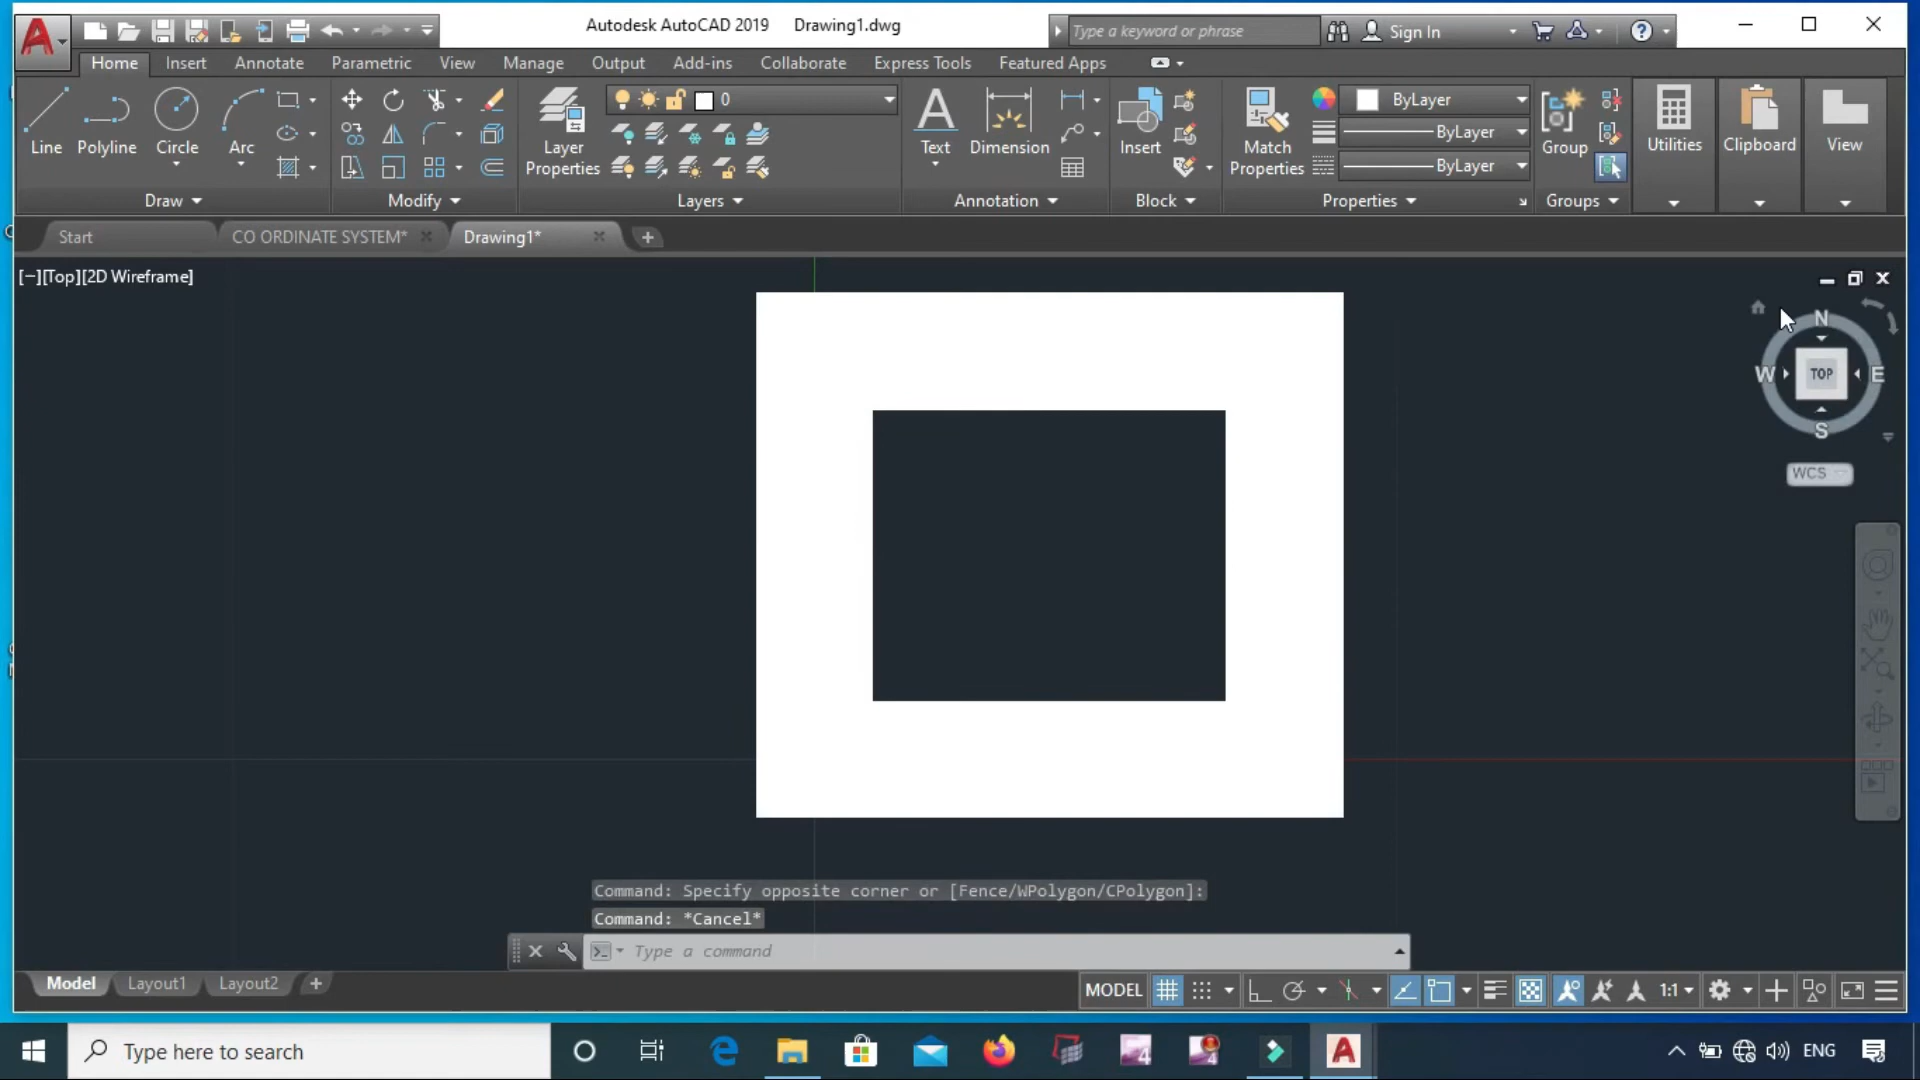 Autodesk AutoCAD 2019 Drawing1.dwg
Type a keyword or phrase
Sign In
Home Insert Annotate Parametric View Manage Output Add-ins Collaborate Express Tools Featured Apps
Line Polyline Circle Arc
Layer Properties
0
Text Dimension
Insert
Match Properties
ByLayer
ByLayer
ByLayer
Group
Utilities
Clipboard
View
Draw Modify Layers Annotation Block Properties Groups
Start CO ORDINATE SYSTEM* Drawing1*
[−][Top][2D Wireframe]
N
W TOP E
S
WCS
Command: Specify opposite corner or [Fence/WPolygon/CPolygon]:
Command: *Cancel*
Type a command
Model Layout1 Layout2
MODEL 1:1
Type here to search
ENG